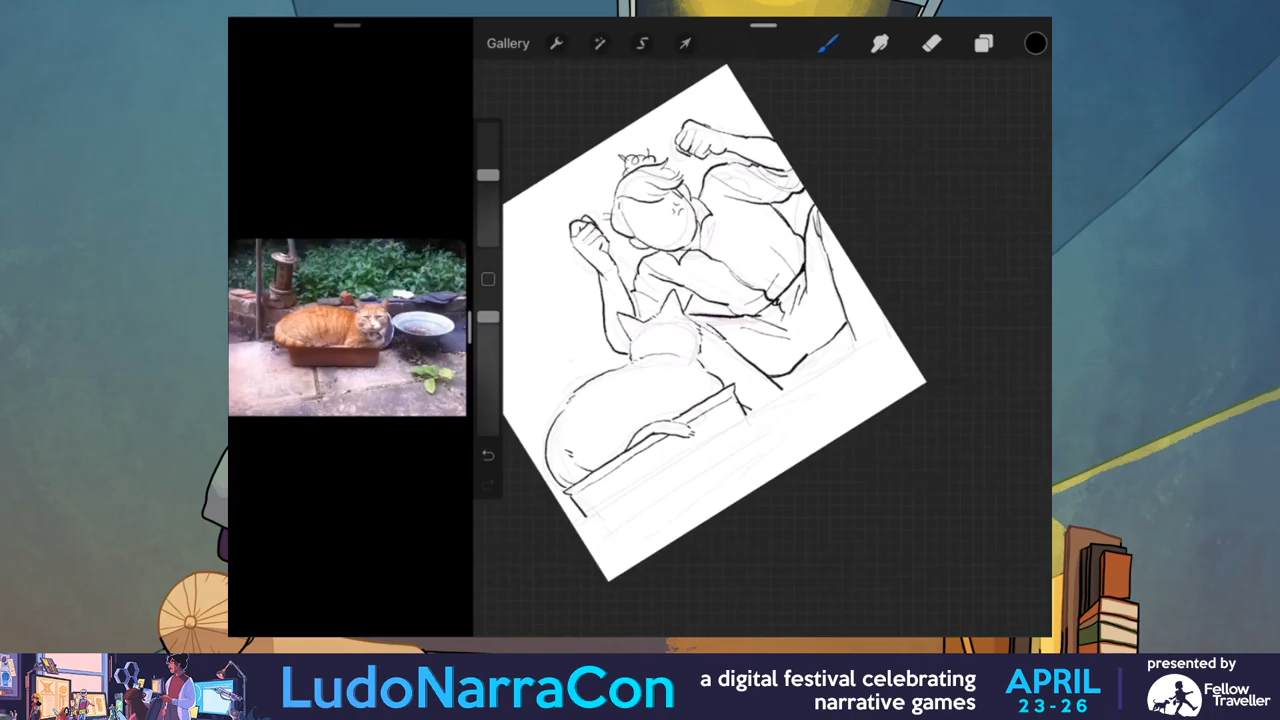 Gallery
LudoNarraCon
a digital festival celebrating
narrative games
APRIL
23-26
presented by
Fellow
Traveller